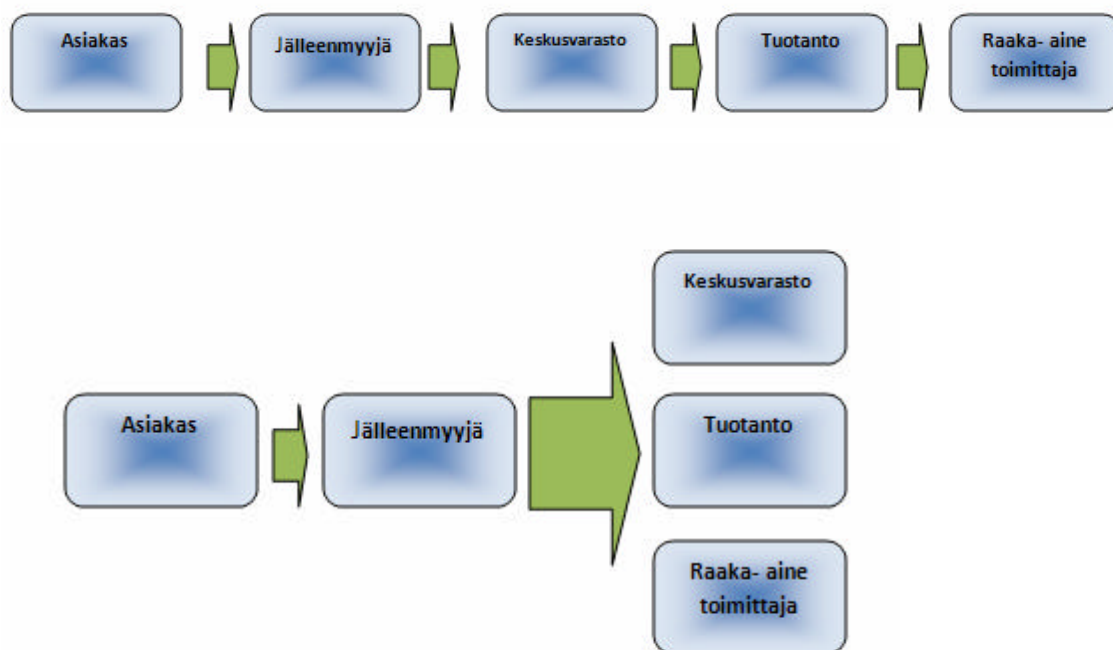 Asiakas
Jälleenmyyjä
Keskusvarasto
Tuotanto
Raaka- aine
toimittaja
Keskusvarasto
Asiakas
Jälleenmyyjä
Tuotanto
Raaka- aine
toimittaja